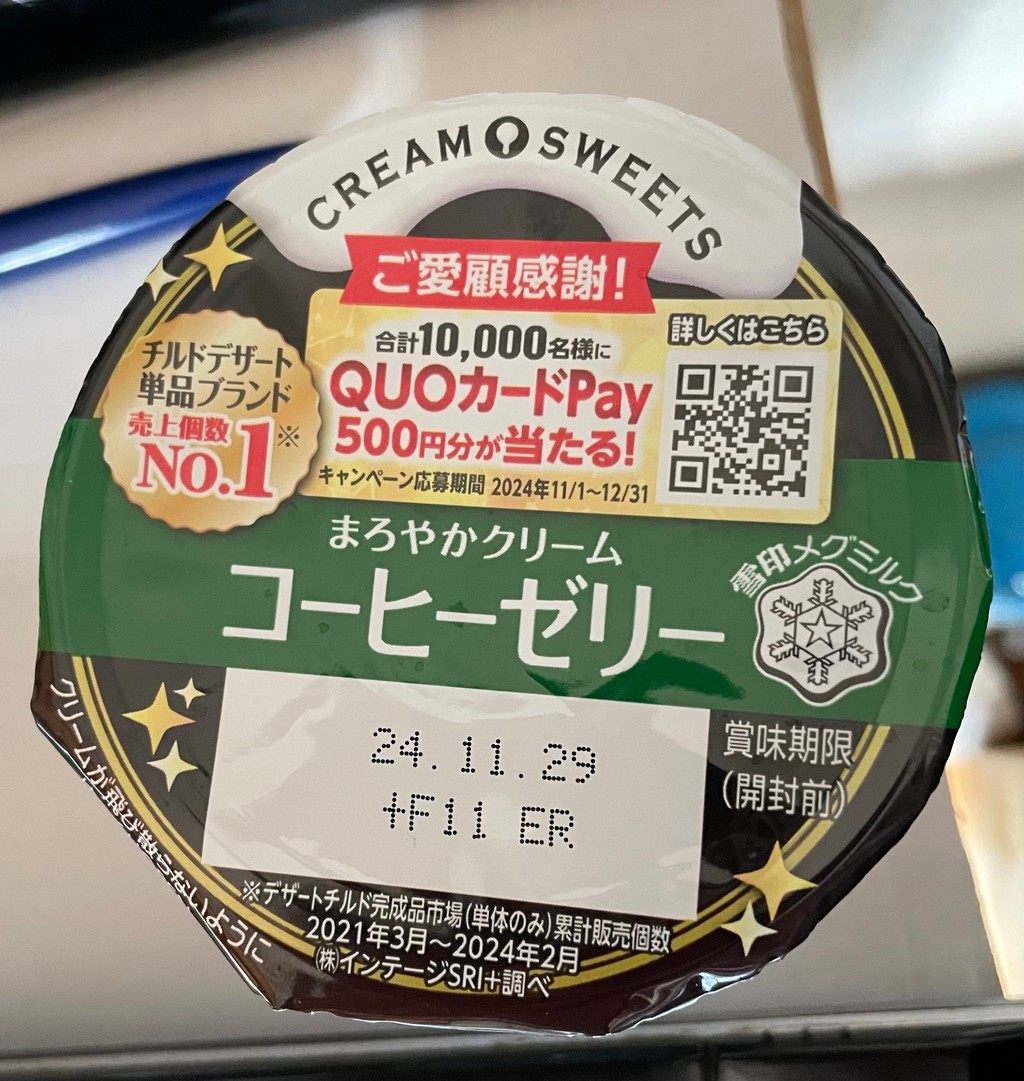 CREAM SWEETS
ご愛顧感謝!
合計10,000名様に
QUOカードPay
500円分が当たる!
キャンペーン応募期間 2024年11/1~12/31
詳しくはこちら
チルドデザート
単品ブランド
売上個数
No.1※
まろやかクリーム
コーヒーゼリー
雪印メグミルク
24.11.29
+F11 ER
賞味期限
(開封前)
クリームが飛び散らないように
※デザートチルド完成品市場(単体のみ)累計販売個数
2021年3月~2024年2月
㈱インテージSRI+調べ